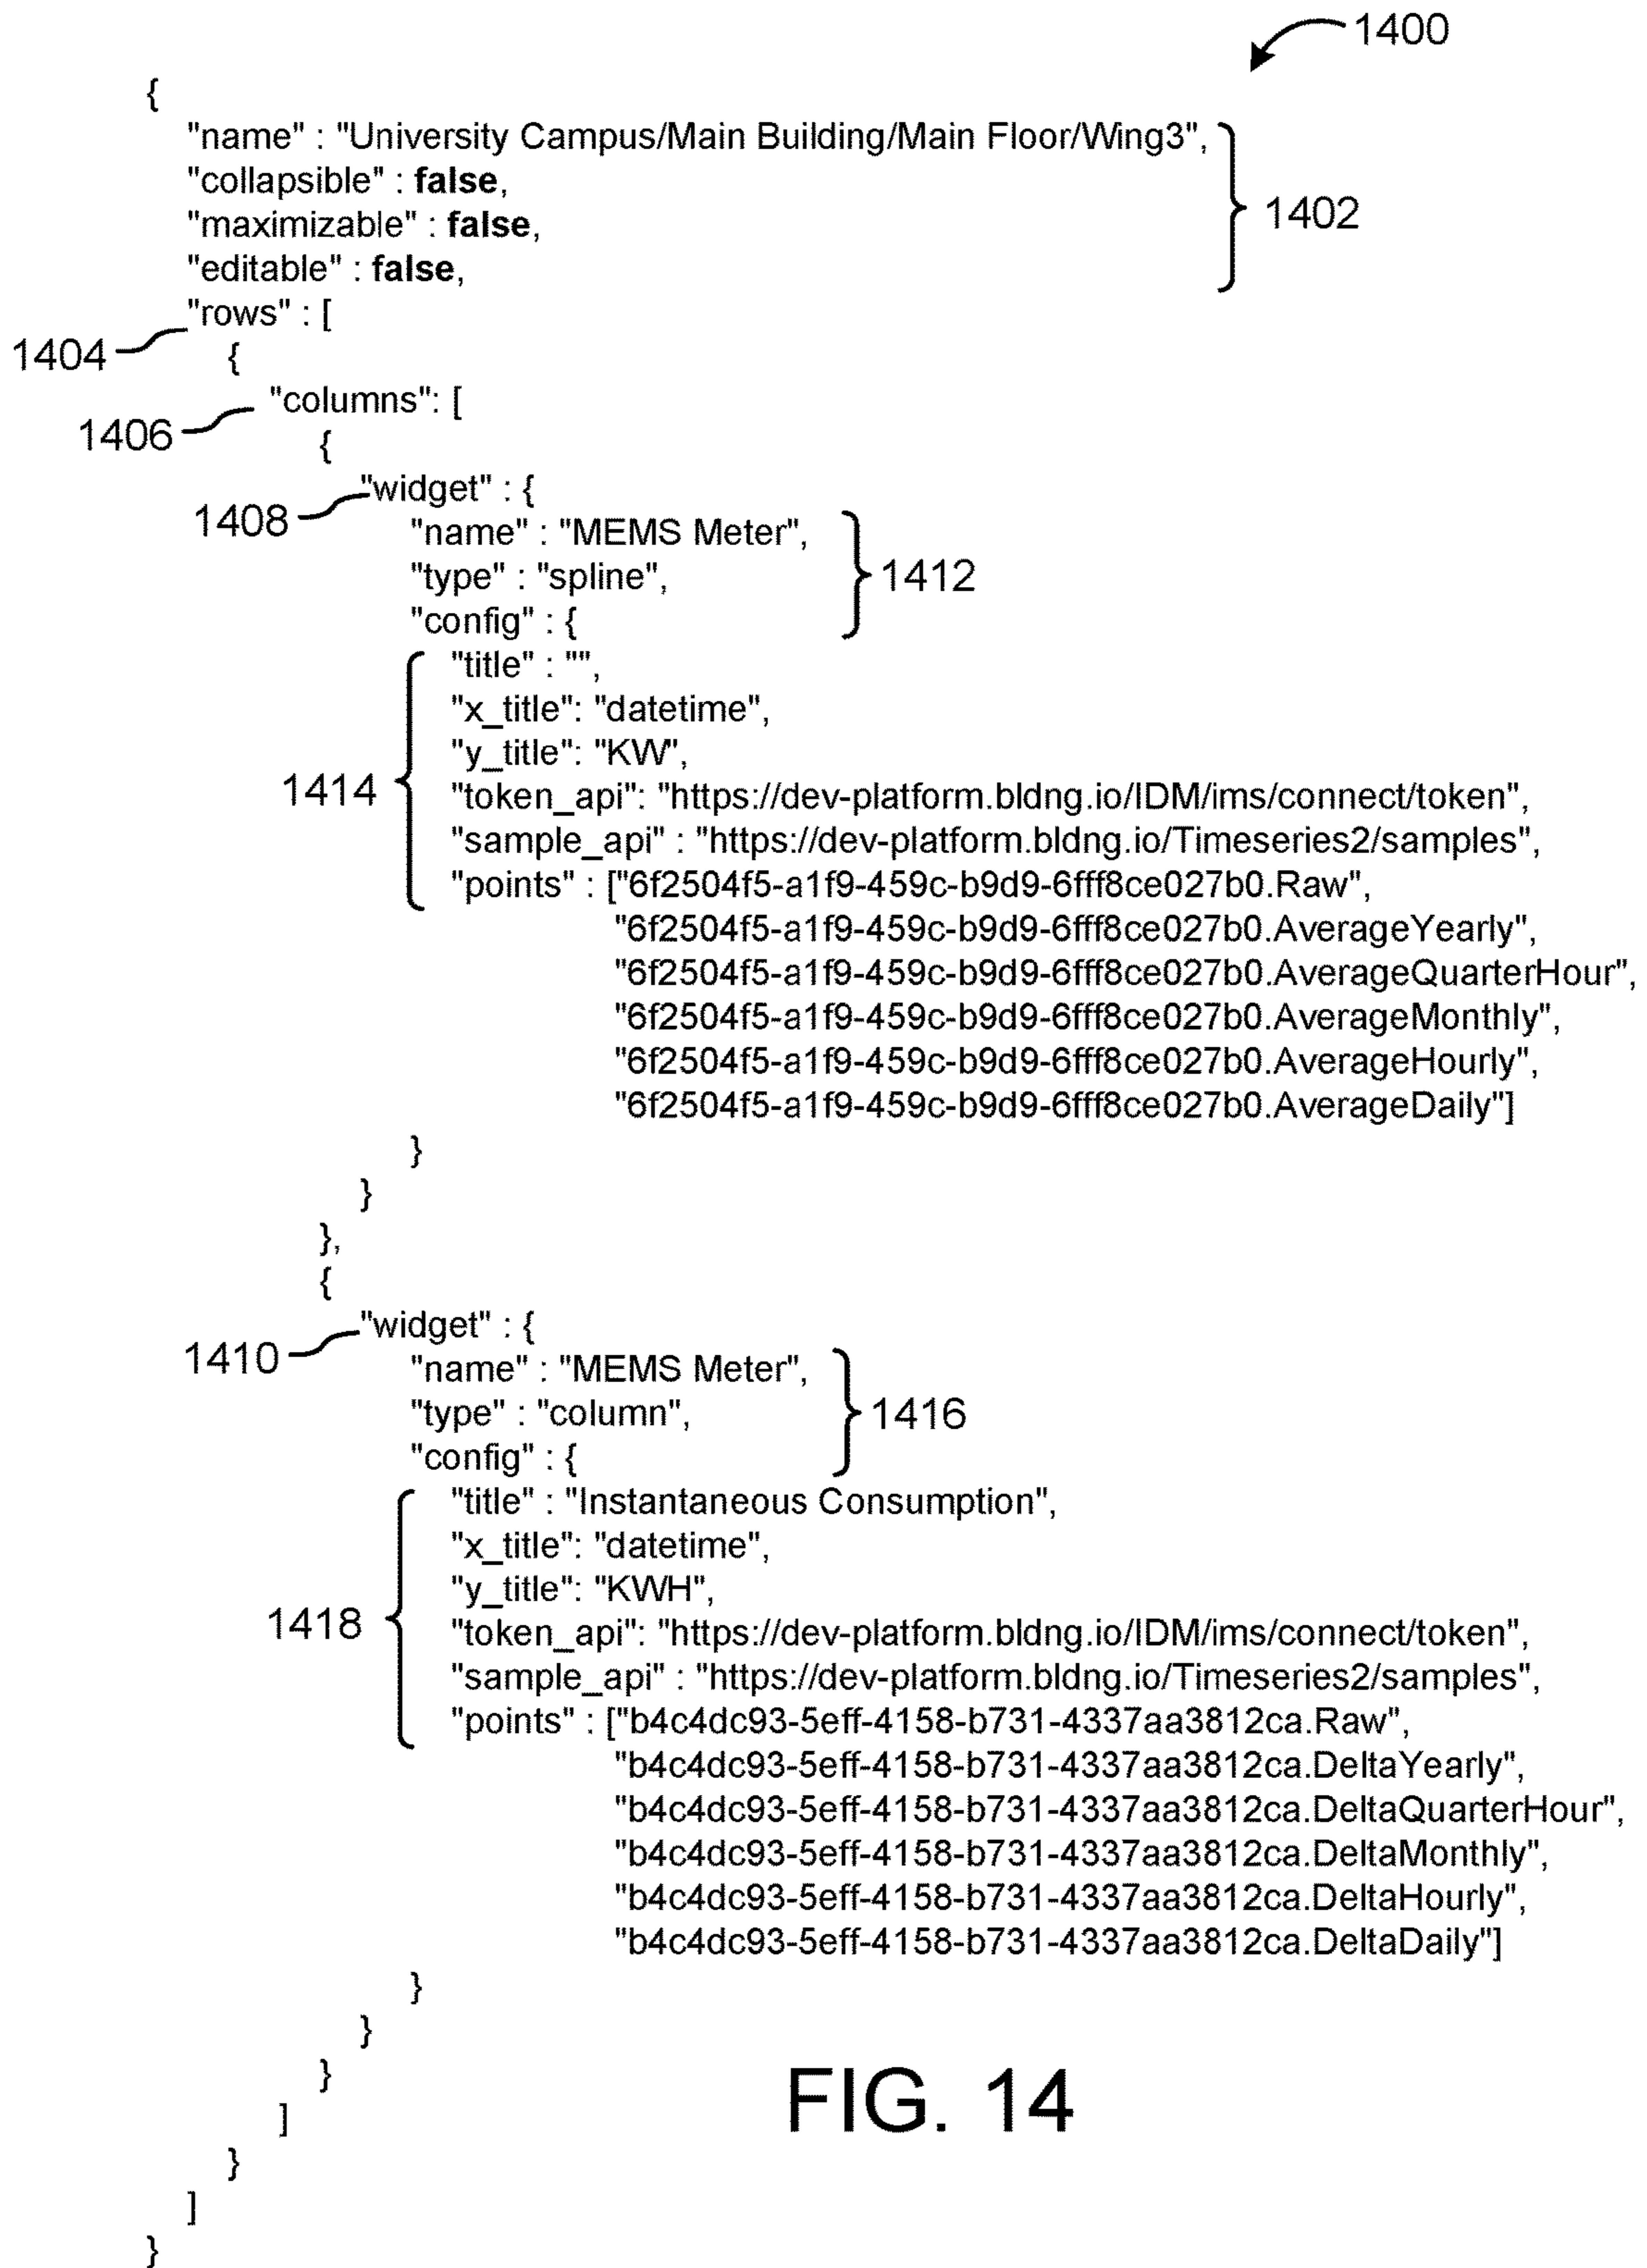 1400
{
"name" : "University Campus/Main Building/Main Floor/Wing3",
"collapsible" : false,
"maximizable" : false,
1402
"editable" : false,
"rows" : [
1404
{
"columns": [
1406
{
"widget" : {
1408
"name" : "MEMS Meter",
"type" : "spline",
1412
"config" : {
"title" : "",
"x_title": "datetime",
"y_title": "KW",
1414
"token_api": "https://dev-platform.bldng.io/IDM/ims/connect/token",
"sample_api" : "https://dev-platform.bldng.io/Timeseries2/samples",
"points" : ["6f2504f5-a1f9-459c-b9d9-6fff8ce027b0.Raw",
"6f2504f5-a1f9-459c-b9d9-6fff8ce027b0.AverageYearly",
"6f2504f5-a1f9-459c-b9d9-6fff8ce027b0.AverageQuarterHour",
"6f2504f5-a1f9-459c-b9d9-6fff8ce027b0.AverageMonthly",
"6f2504f5-a1f9-459c-b9d9-6fff8ce027b0.AverageHourly",
"6f2504f5-a1f9-459c-b9d9-6fff8ce027b0.AverageDaily"]
}
}
},
{
"widget" : {
1410
"name" : "MEMS Meter",
"type" : "column",
1416
"config" : {
"title" : "Instantaneous Consumption",
"x_title": "datetime",
"y_title": "KWH",
1418
"token_api": "https://dev-platform.bldng.io/IDM/ims/connect/token",
"sample_api" : "https://dev-platform.bldng.io/Timeseries2/samples",
"points" : ["b4c4dc93-5eff-4158-b731-4337aa3812ca.Raw",
"b4c4dc93-5eff-4158-b731-4337aa3812ca.DeltaYearly",
"b4c4dc93-5eff-4158-b731-4337aa3812ca.DeltaQuarterHour",
"b4c4dc93-5eff-4158-b731-4337aa3812ca.DeltaMonthly",
"b4c4dc93-5eff-4158-b731-4337aa3812ca.DeltaHourly",
"b4c4dc93-5eff-4158-b731-4337aa3812ca.DeltaDaily"]
}
}
}
]
}
]
}
FIG. 14